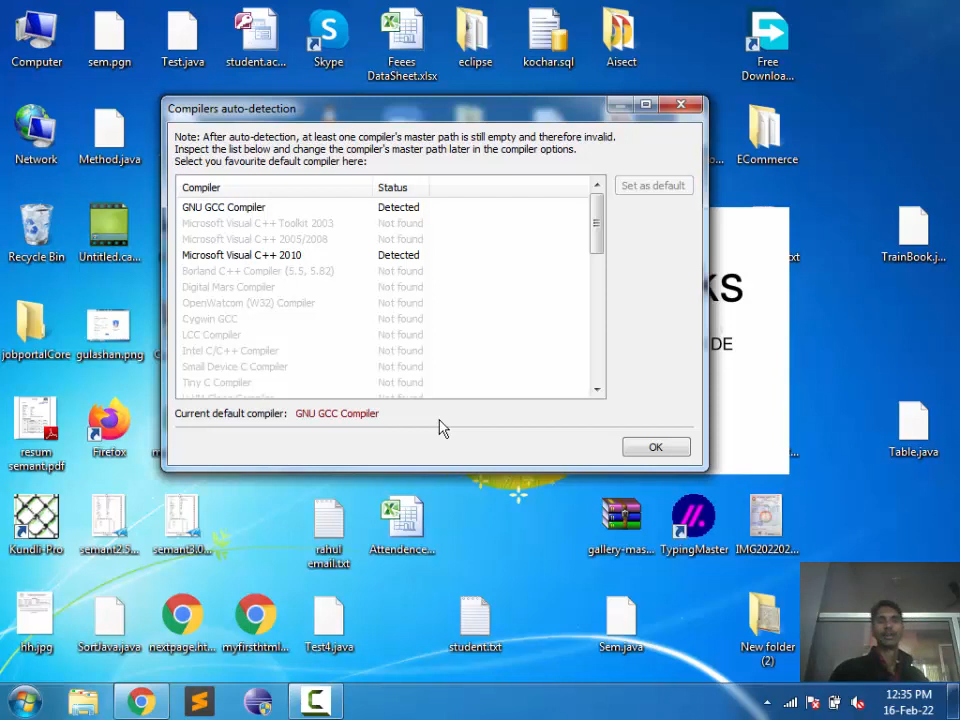 Computer
sem.pgn
Test.java
student.ac...
Skype
Feees
DataSheet.xlsx
eclipse
kochar.sql
Aisect
Free
Downloa...
Compilers auto-detection
Note: After auto-detection, at least one compiler's master path is still empty and therefore invalid.
Inspect the list below and change the compiler's master path later in the compiler options.
Select you favourite default compiler here:
Compiler Status
Set as default
GNU GCC Compiler Detected
Microsoft Visual C++ Toolkit 2003 Not found
Microsoft Visual C++ 2005/2008 Not found
Microsoft Visual C++ 2010 Detected
Borland C++ Compiler (5.5, 5.82) Not found
Digital Mars Compiler Not found
OpenWatcom (W32) Compiler Not found
Cygwin GCC Not found
LCC Compiler Not found
Intel C/C++ Compiler Not found
Small Device C Compiler Not found
Tiny C Compiler Not found
Current default compiler: GNU GCC Compiler
OK
Network
Method.java
ECommerce
Recycle Bin
Untitled.ca...
txt
TrainBook.j...
KS
DE
jobportalCore
gulashan.png
resum
semant.pdf
Firefox
Table.java
Kundli-Pro
semant2.5...
semant3.0...
rahul
email.txt
Attendence...
gallery-mas...
TypingMaster
IMG202202...
hh.jpg
SortJava.java
nextpage.ht...
myfirsthtml...
Test4.java
student.txt
Sem.java
New folder
(2)
12:35 PM
16-Feb-22